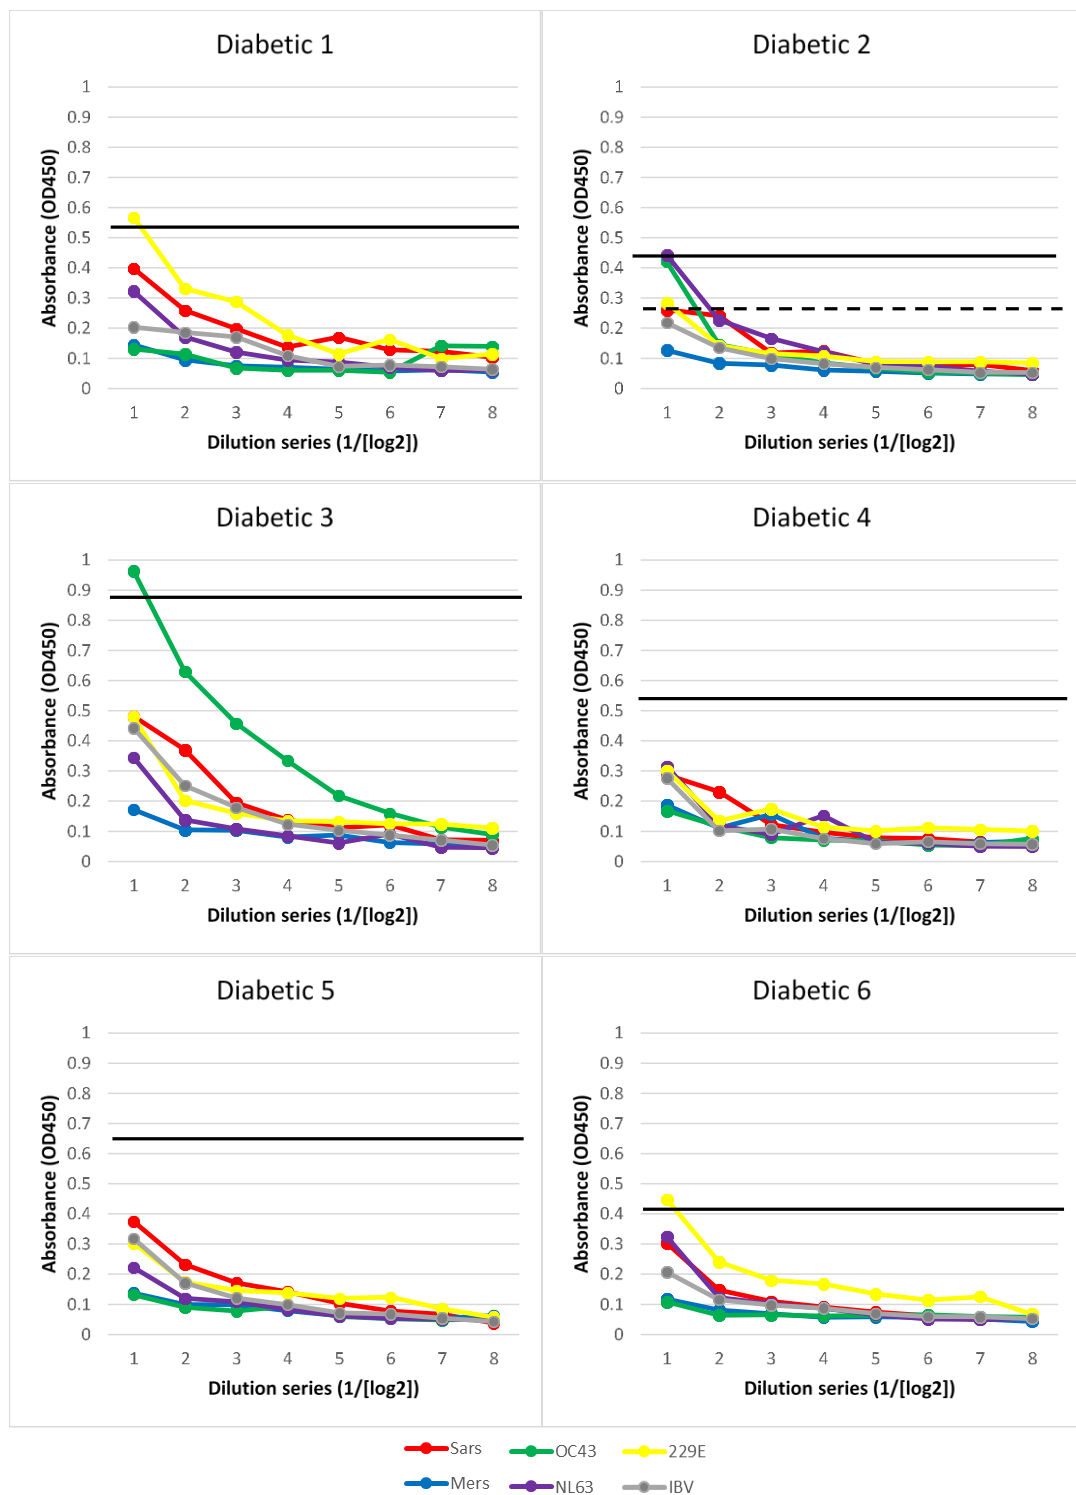 Diabetic 1
Absorbance (OD450)
1
0.9
0.8
0.7
0.6
0.5
0.4
0.3
0.2
0.1
0
1 2 3 4 5 6 7 8
Dilution series (1/[log2])
Diabetic 2
Absorbance (OD450)
1
0.9
0.8
0.7
0.6
0.5
0.4
0.3
0.2
0.1
0
1 2 3 4 5 6 7 8
Dilution series (1/[log2])
Diabetic 3
Absorbance (OD450)
1
0.9
0.8
0.7
0.6
0.5
0.4
0.3
0.2
0.1
0
1 2 3 4 5 6 7 8
Dilution series (1/[log2])
Diabetic 4
Absorbance (OD450)
1
0.9
0.8
0.7
0.6
0.5
0.4
0.3
0.2
0.1
0
1 2 3 4 5 6 7 8
Dilution series (1/[log2])
Diabetic 5
Absorbance (OD450)
1
0.9
0.8
0.7
0.6
0.5
0.4
0.3
0.2
0.1
0
1 2 3 4 5 6 7 8
Dilution series (1/[log2])
Diabetic 6
Absorbance (OD450)
1
0.9
0.8
0.7
0.6
0.5
0.4
0.3
0.2
0.1
0
1 2 3 4 5 6 7 8
Dilution series (1/[log2])
Sars OC43 229E
Mers NL63 IBV